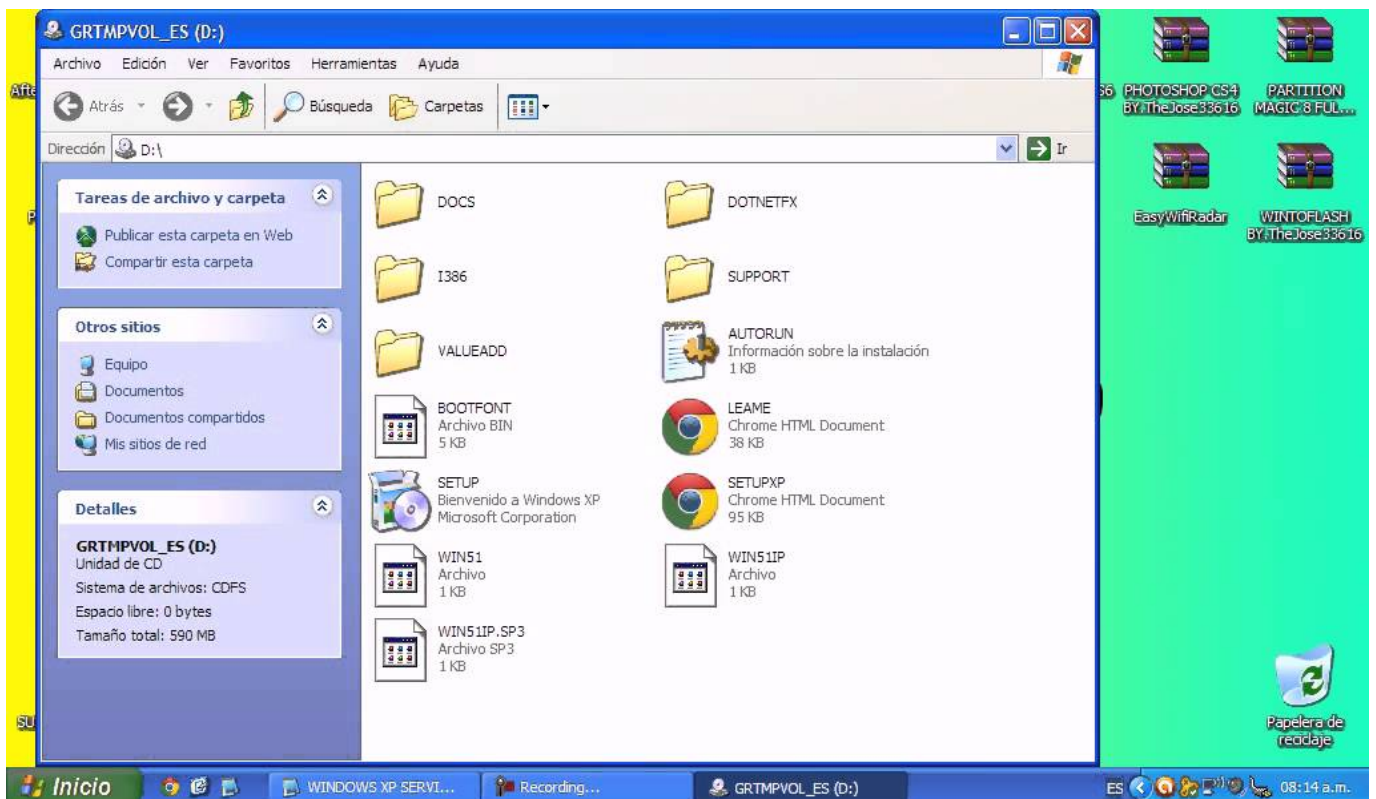 GRTMPVOL_ES (D:)
Archivo Edición Ver Favoritos Herramientas Ayuda
Atrás Búsqueda Carpetas
Dirección D:\ Ir
Tareas de archivo y carpeta
Publicar esta carpeta en Web
Compartir esta carpeta
Otros sitios
Equipo
Documentos
Documentos compartidos
Mis sitios de red
Detalles
GRTMPVOL_ES (D:)
Unidad de CD
Sistema de archivos: CDFS
Espacio libre: 0 bytes
Tamaño total: 590 MB
DOCS
DOTNETFX
I386
SUPPORT
VALUEADD
AUTORUN
Información sobre la instalación
1 KB
BOOTFONT
Archivo BIN
5 KB
LEAME
Chrome HTML Document
38 KB
SETUP
Bienvenido a Windows XP
Microsoft Corporation
SETUPXP
Chrome HTML Document
95 KB
WIN51
Archivo
1 KB
WIN51IP
Archivo
1 KB
WIN51IP.SP3
Archivo SP3
1 KB
PHOTOSHOP CS4
BY.TheJose33616
PARTITION
MAGIC 8 FUL...
EasyWifiRadar
WINTOFLASH
BY.TheJose33616
Papelera de
reciclaje
Inicio
WINDOWS XP SERVI...
Recording...
GRTMPVOL_ES (D:)
ES
08:14 a.m.